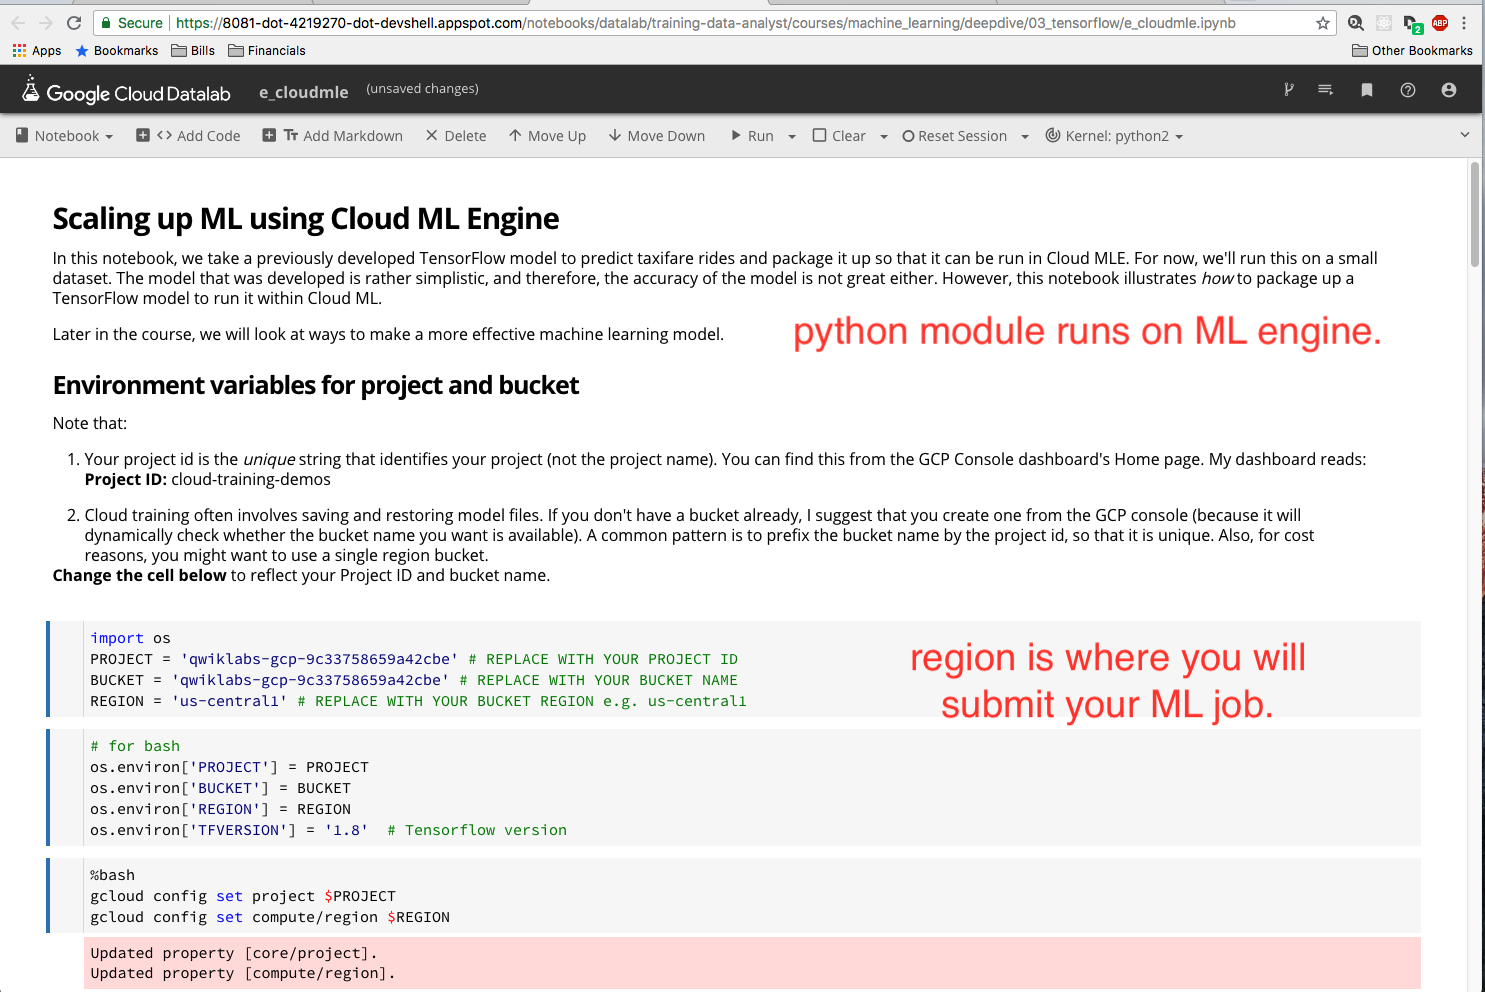 Secure https://8081-dot-4219270-dot-devshell.appspot.com/notebooks/datalab/training-data-analyst/courses/machine_learning/deepdive/03_tensorflow/e_cloudmle.ipynb
2
ABP
Apps Bookmarks Bills Financials Other Bookmarks
Google Cloud Datalab e_cloudmle (unsaved changes)
Notebook <> Add Code Tт Add Markdown Delete Move Up Move Down Run Clear Reset Session Kernel: python2
Scaling up ML using Cloud ML Engine
In this notebook, we take a previously developed TensorFlow model to predict taxifare rides and package it up so that it can be run in Cloud MLE. For now, we'll run this on a small
dataset. The model that was developed is rather simplistic, and therefore, the accuracy of the model is not great either. However, this notebook illustrates how to package up a
TensorFlow model to run it within Cloud ML.
Later in the course, we will look at ways to make a more effective machine learning model.
python module runs on ML engine.
Environment variables for project and bucket
Note that:
1. Your project id is the unique string that identifies your project (not the project name). You can find this from the GCP Console dashboard's Home page. My dashboard reads:
Project ID: cloud-training-demos
2. Cloud training often involves saving and restoring model files. If you don't have a bucket already, I suggest that you create one from the GCP console (because it will
dynamically check whether the bucket name you want is available). A common pattern is to prefix the bucket name by the project id, so that it is unique. Also, for cost
reasons, you might want to use a single region bucket.
Change the cell below to reflect your Project ID and bucket name.
import os
PROJECT = 'qwiklabs-gcp-9c33758659a42cbe' # REPLACE WITH YOUR PROJECT ID
BUCKET = 'qwiklabs-gcp-9c33758659a42cbe' # REPLACE WITH YOUR BUCKET NAME
REGION = 'us-central1' # REPLACE WITH YOUR BUCKET REGION e.g. us-central1
region is where you will
submit your ML job.
# for bash
os.environ['PROJECT'] = PROJECT
os.environ['BUCKET'] = BUCKET
os.environ['REGION'] = REGION
os.environ['TFVERSION'] = '1.8' # Tensorflow version
%bash
gcloud config set project $PROJECT
gcloud config set compute/region $REGION
Updated property [core/project].
Updated property [compute/region].